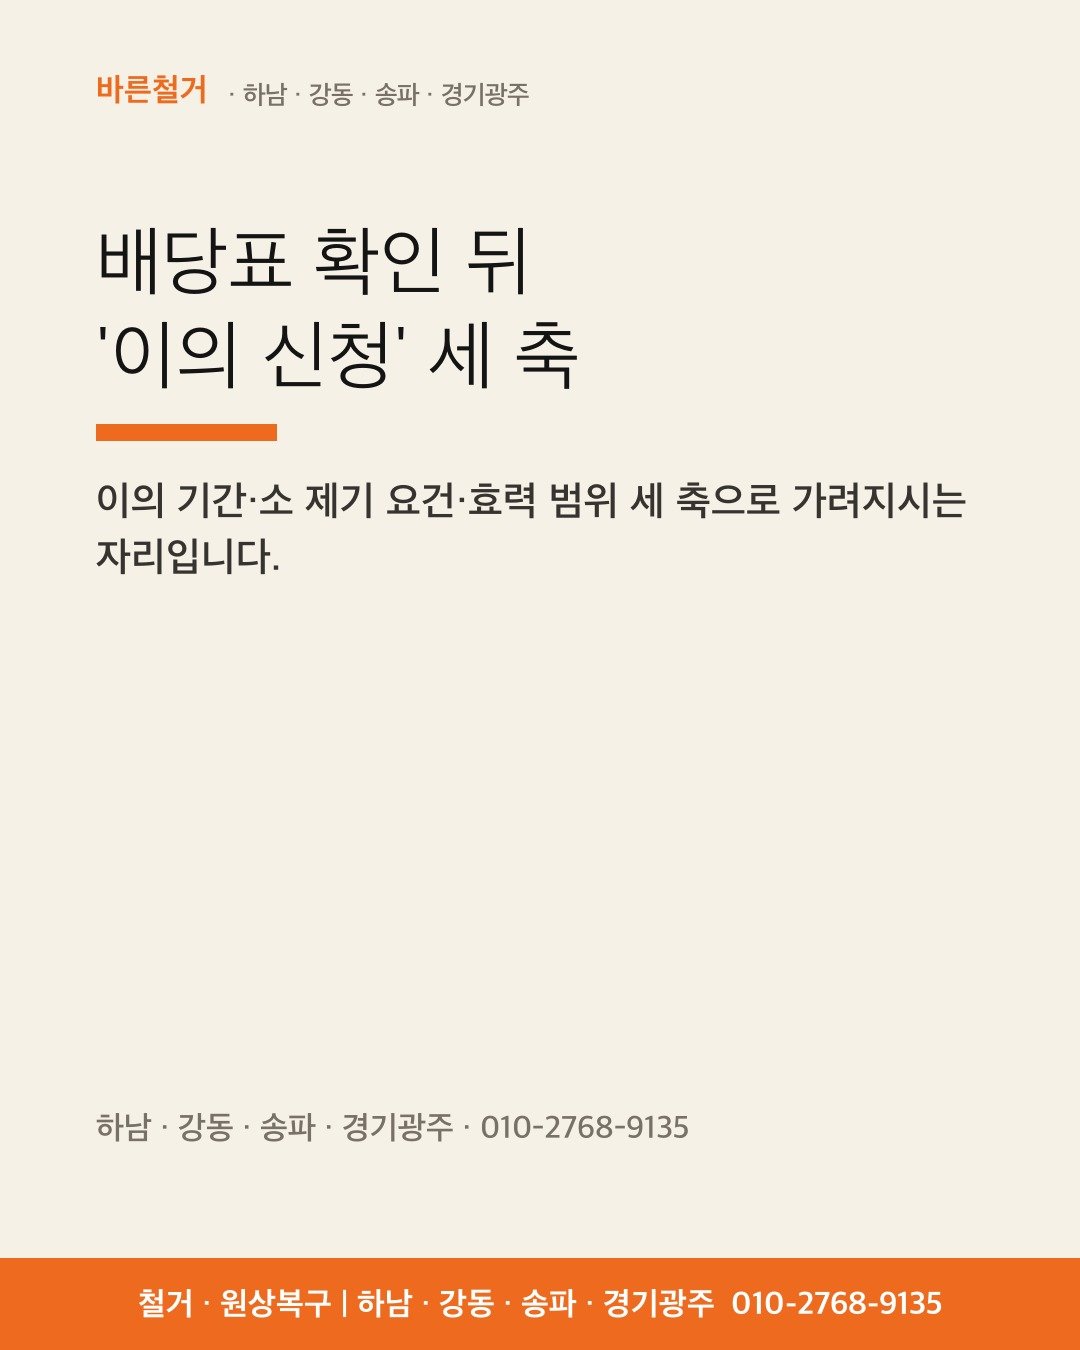 바른철거 · 하남 · 강동 · 송파 · 경기광주
배당표 확인 뒤
'이의 신청' 세 축
이의 기간·소 제기 요건·효력 범위 세 축으로 가려지시는
자리입니다.
하남 · 강동 · 송파 · 경기광주 · 010-2768-9135
철거 · 원상복구 | 하남 · 강동 · 송파 · 경기광주 010-2768-9135